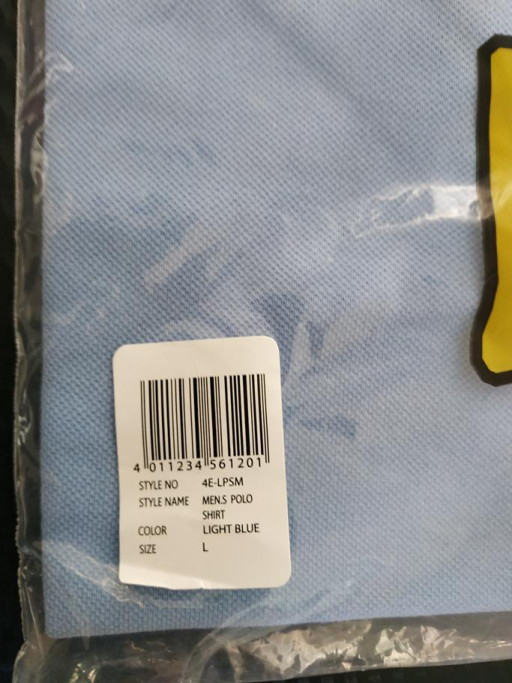 4 011234 561201
STYLE NO 4E-LPSM
STYLE NAME MEN.S POLO
SHIRT
COLOR LIGHT BLUE
SIZE L